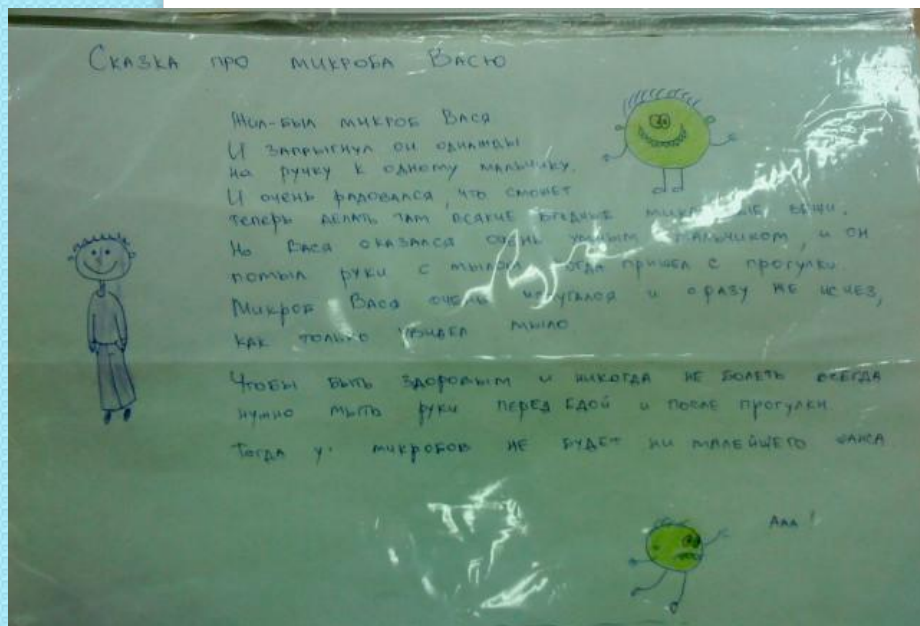 Сказка про микроба Васю
Жил-был микроб Вася
И запрыгнул он однажды
на ручку к одному мальчику.
И очень радовался, что сможет
теперь делать там всякие вредные вещи.
Но Вася оказался очень умным мальчиком, и он
помыл руки с мылом когда пришел с прогулки.
Микроб Вася очень испугался и сразу же исчез,
как только увидел мыло
Чтобы быть здоровым и никогда не болеть всегда
нужно мыть руки перед едой и после прогулки
Тогда у микробов не будет ни малейшего шанса
Ааа!